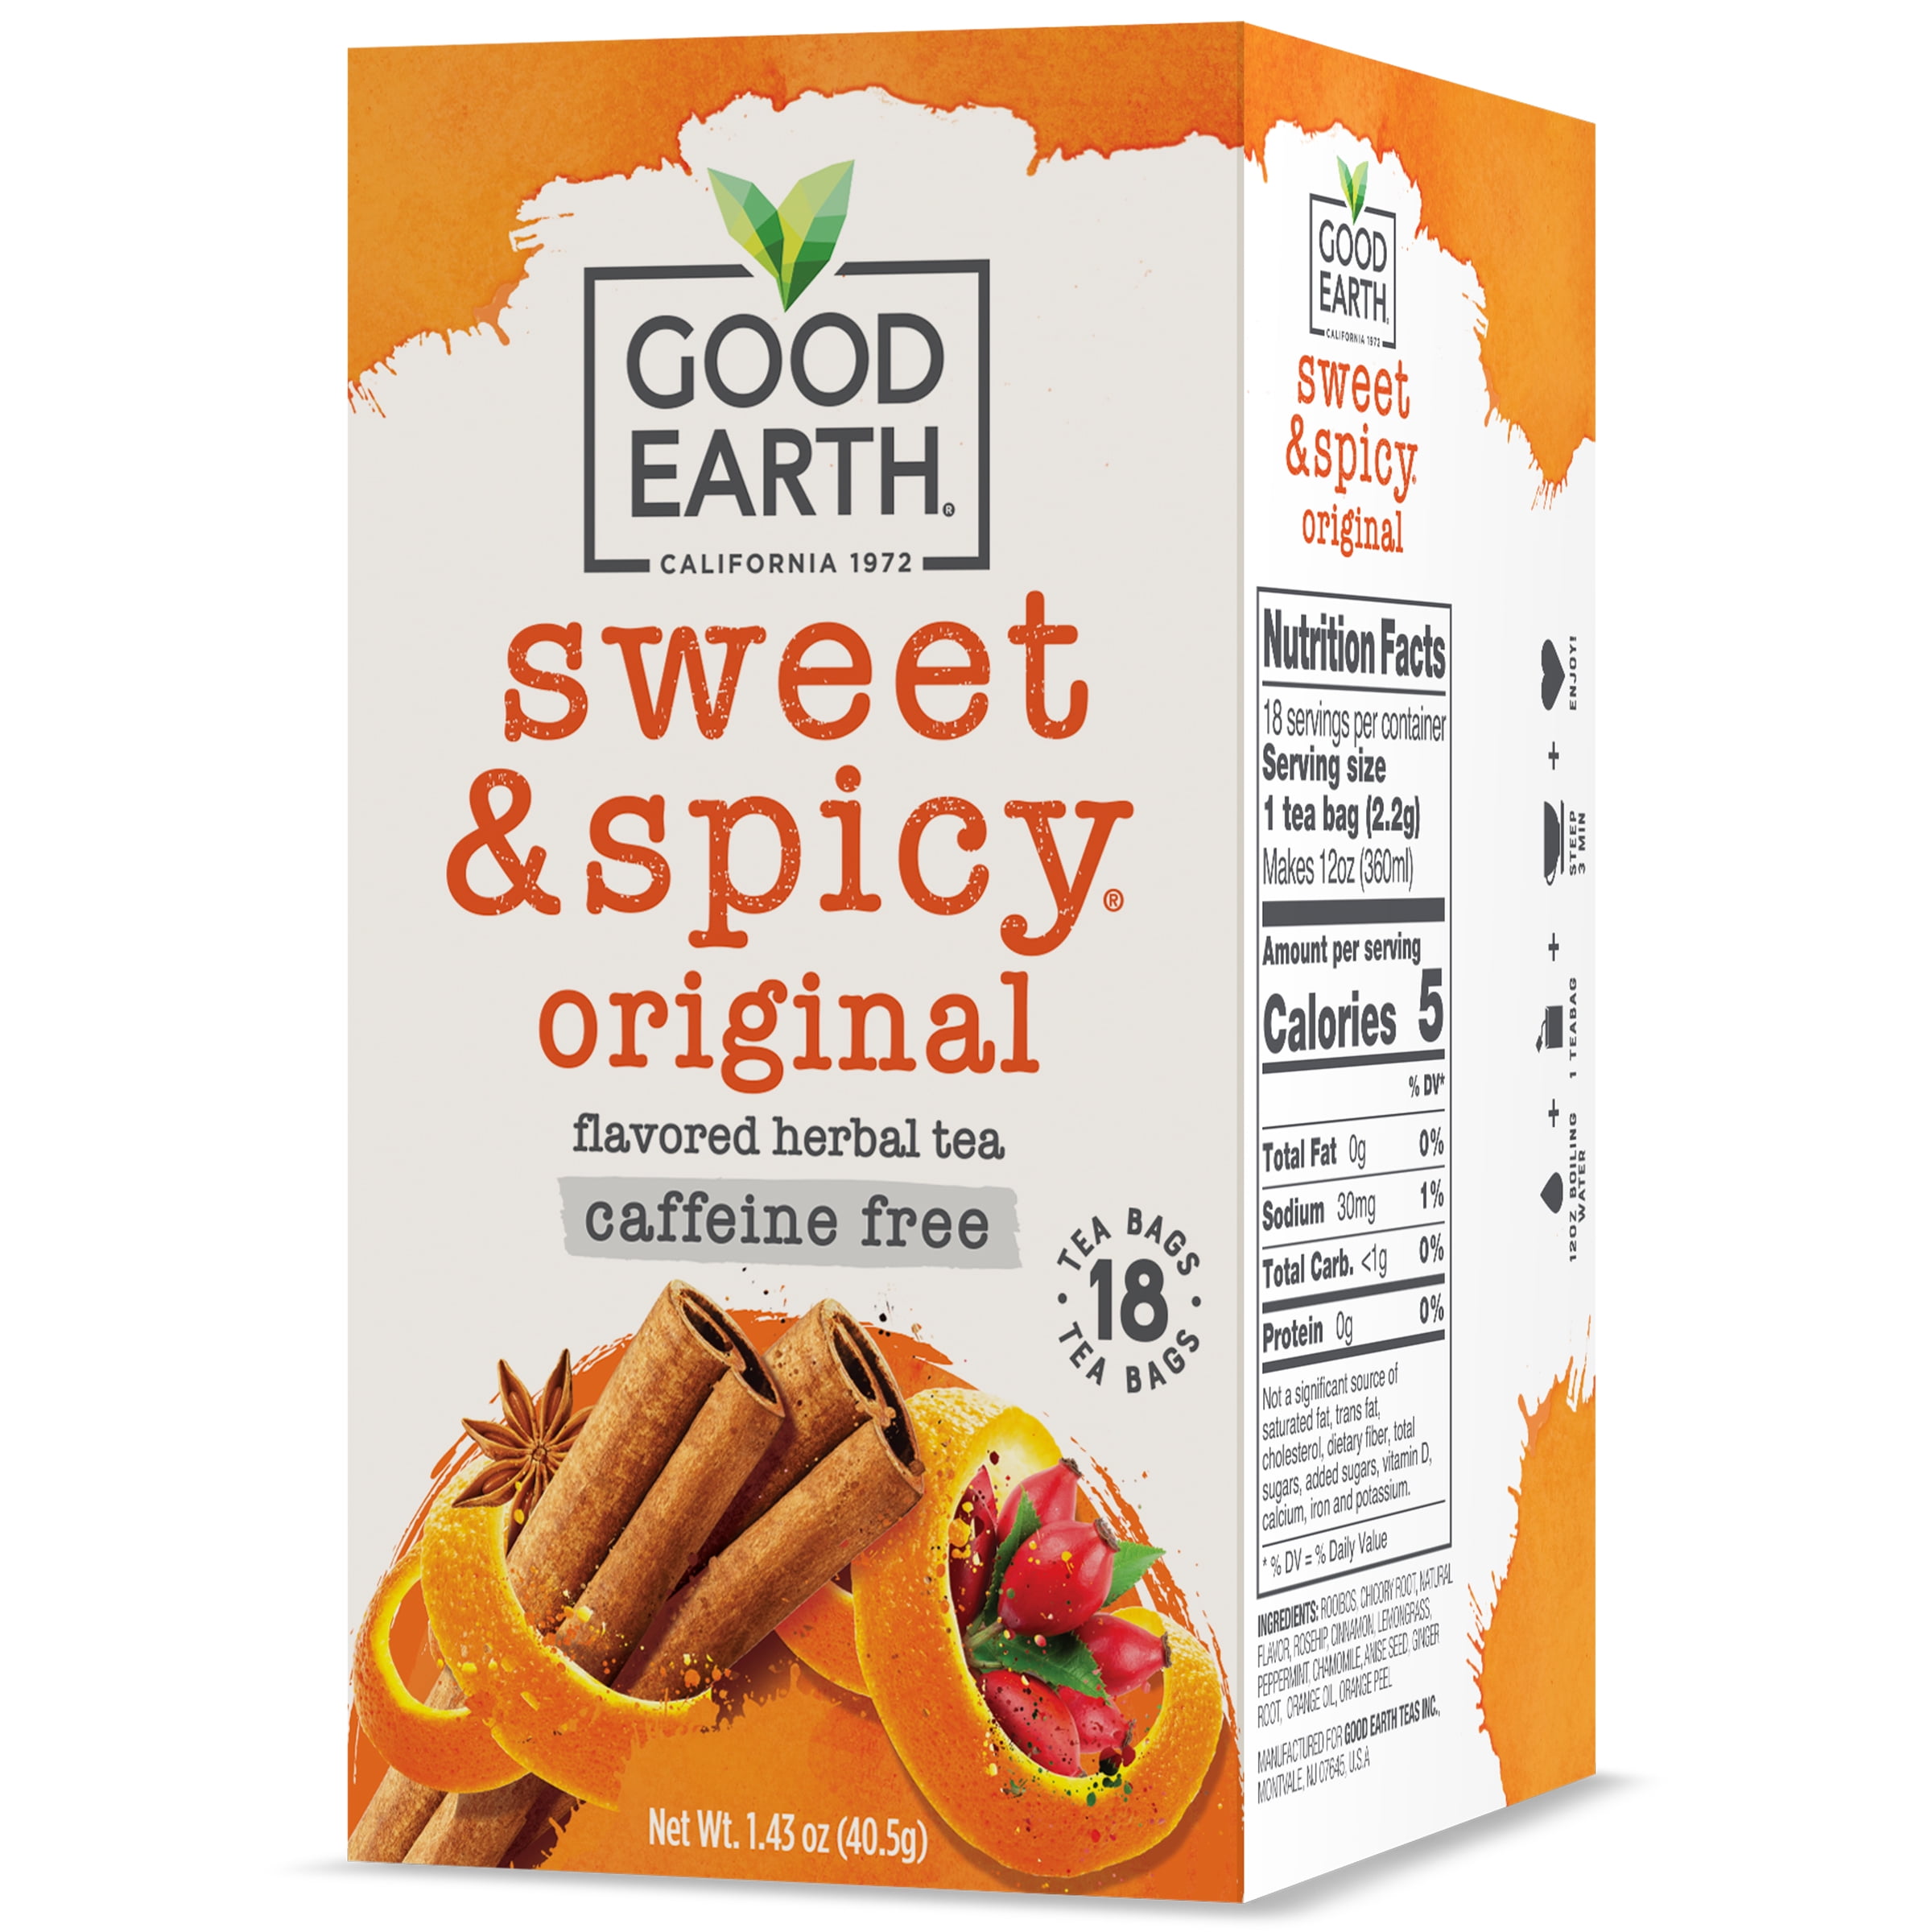 GOOD
EARTH®
CALIFORNIA 1972
sweet
&spicy®
original
flavored herbal tea
caffeine free
TEA BAGS
18
TEA BAGS
Net Wt. 1.43 oz (40.5g)
GOOD
EARTH®
CALIFORNIA 1972
sweet
&spicy®
original
Nutrition Facts
18 servings per container
Serving size
1 tea bag (2.2g)
Makes 12oz (360ml)
Amount per serving
Calories 5
% DV*
Total Fat 0g 0%
Sodium 30mg 1%
Total Carb. <1g 0%
Protein 0g 0%
Not a significant source of
saturated fat, trans fat,
cholesterol, dietary fiber, total
sugars, added sugars, vitamin D,
calcium, iron and potassium.
* % DV = % Daily Value
INGREDIENTS: ROOIBOS, CHICORY ROOT, NATURAL
FLAVOR, ROSEHIP, CINNAMON, LEMONGRASS,
PEPPERMINT, CHAMOMILE, ANISE SEED, GINGER
ROOT, ORANGE OIL, ORANGE PEEL
MANUFACTURED FOR GOOD EARTH TEAS INC.,
MONTVALE, NJ 07645, U.S.A
12OZ. BOILING
WATER
+
1 TEABAG
+
STEEP
3 MIN
+
ENJOY!